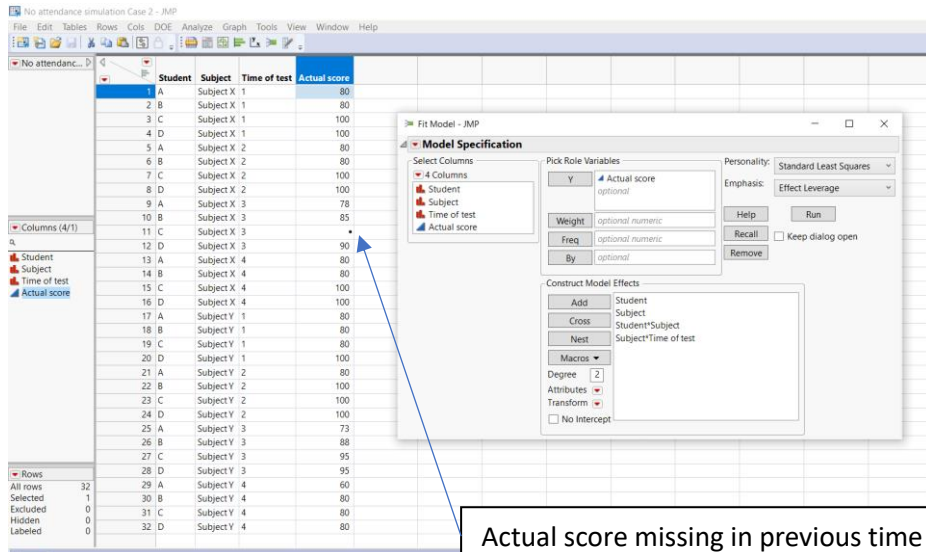 No attendance simulation Case 2 - JMP
File Edit Tables Rows Cols DOE Analyze Graph Tools View Window Help
No attendanc...
Student Subject Time of test Actual score
1 A Subject X 1 80
2 B Subject X 1 80
3 C Subject X 1 100
4 D Subject X 1 100
5 A Subject X 2 80
6 B Subject X 2 80
7 C Subject X 2 100
8 D Subject X 2 100
9 A Subject X 3 78
10 B Subject X 3 85
11 C Subject X 3 •
12 D Subject X 3 90
13 A Subject X 4 80
14 B Subject X 4 80
15 C Subject X 4 100
16 D Subject X 4 100
17 A Subject Y 1 80
18 B Subject Y 1 80
19 C Subject Y 1 80
20 D Subject Y 1 100
21 A Subject Y 2 80
22 B Subject Y 2 100
23 C Subject Y 2 100
24 D Subject Y 2 100
25 A Subject Y 3 73
26 B Subject Y 3 88
27 C Subject Y 3 95
28 D Subject Y 3 95
29 A Subject Y 4 60
30 B Subject Y 4 80
31 C Subject Y 4 80
32 D Subject Y 4 80
Columns (4/1)
Student
Subject
Time of test
Actual score
Rows
All rows 32
Selected 1
Excluded 0
Hidden 0
Labeled 0
Fit Model - JMP
Model Specification
Select Columns
4 Columns
Student
Subject
Time of test
Actual score
Pick Role Variables
Y Actual score
optional
Weight optional numeric
Freq optional numeric
By optional
Personality: Standard Least Squares
Emphasis: Effect Leverage
Help Run
Recall Keep dialog open
Remove
Construct Model Effects
Add
Cross
Nest
Macros
Student
Subject
Student*Subject
Subject*Time of test
Degree 2
Attributes
Transform
No Intercept
Actual score missing in previous time